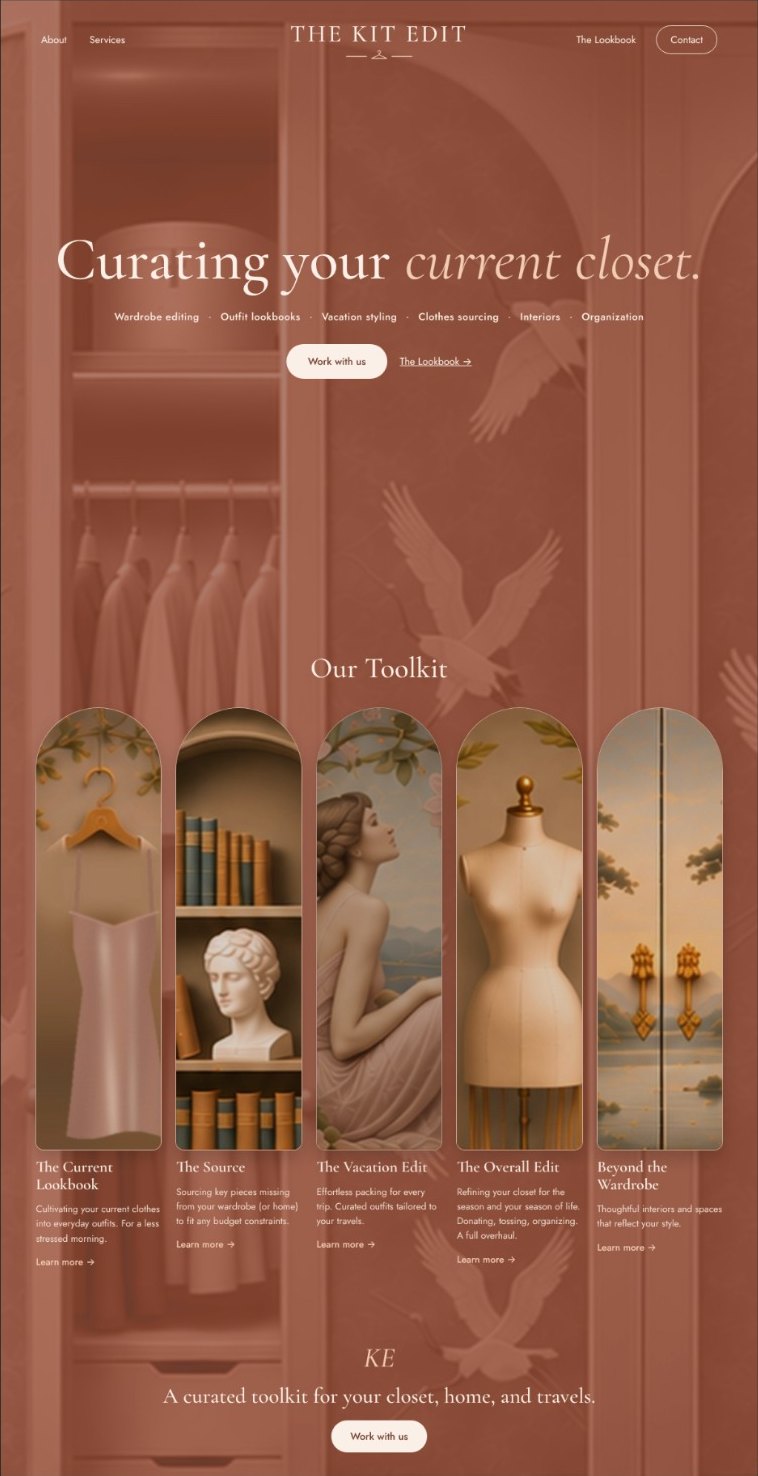 About
Services
THE KIT EDIT
The Lookbook
Contact
Curating your current closet.
Wardrobe editing · Outfit lookbooks · Vacation styling · Clothes sourcing · Interiors · Organization
Work with us
The Lookbook →
Our Toolkit
The Current
Lookbook
Cultivating your current clothes
into everyday outfits. For a less
stressed morning.
Learn more →
The Source
Sourcing key pieces missing
from your wardrobe (or home)
to fit any budget constraints.
Learn more →
The Vacation Edit
Effortless packing for every
trip. Curated outfits tailored to
your travels.
Learn more →
The Overall Edit
Refining your closet for the
season and your season of life.
Donating, tossing, organizing.
A full overhaul.
Learn more →
Beyond the
Wardrobe
Thoughtful interiors and spaces
that reflect your style.
Learn more →
KE
A curated toolkit for your closet, home, and travels.
Work with us